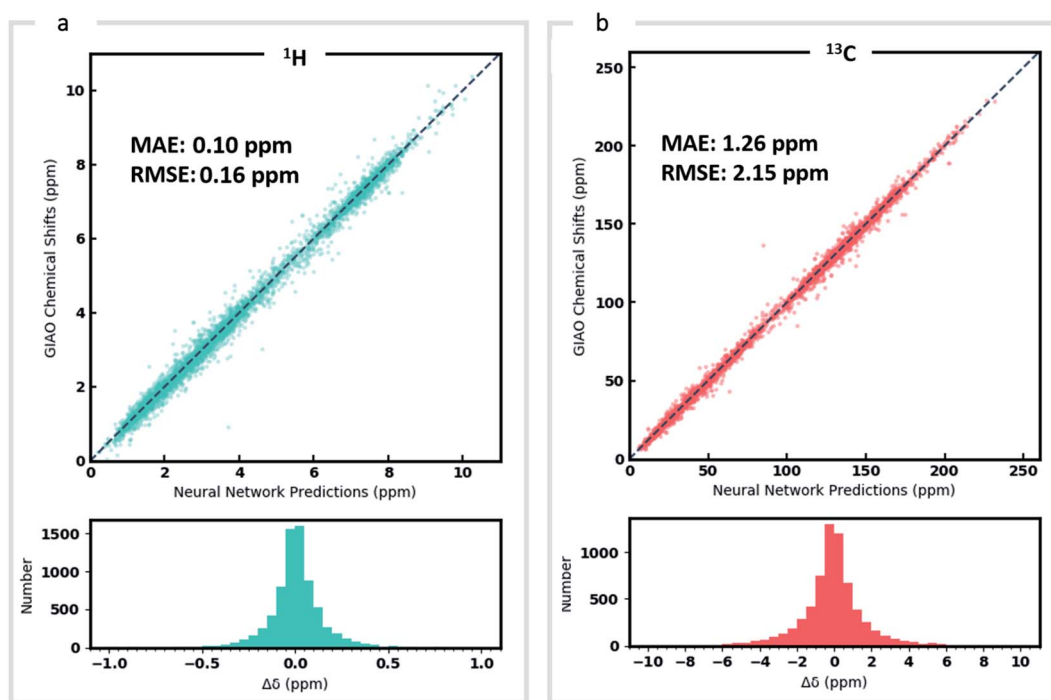 a
¹H
MAE: 0.10 ppm
RMSE: 0.16 ppm
GIAO Chemical Shifts (ppm)
10
8
6
4
2
0
0 2 4 6 8 10
Neural Network Predictions (ppm)
Number
1500
1000
500
0
−1.0 −0.5 0.0 0.5 1.0
Δδ (ppm)
b
¹³C
MAE: 1.26 ppm
RMSE: 2.15 ppm
GIAO Chemical Shifts (ppm)
250
200
150
100
50
0
0 50 100 150 200 250
Neural Network Predictions (ppm)
Number
1000
500
0
−10 −8 −6 −4 −2 0 2 4 6 8 10
Δδ (ppm)